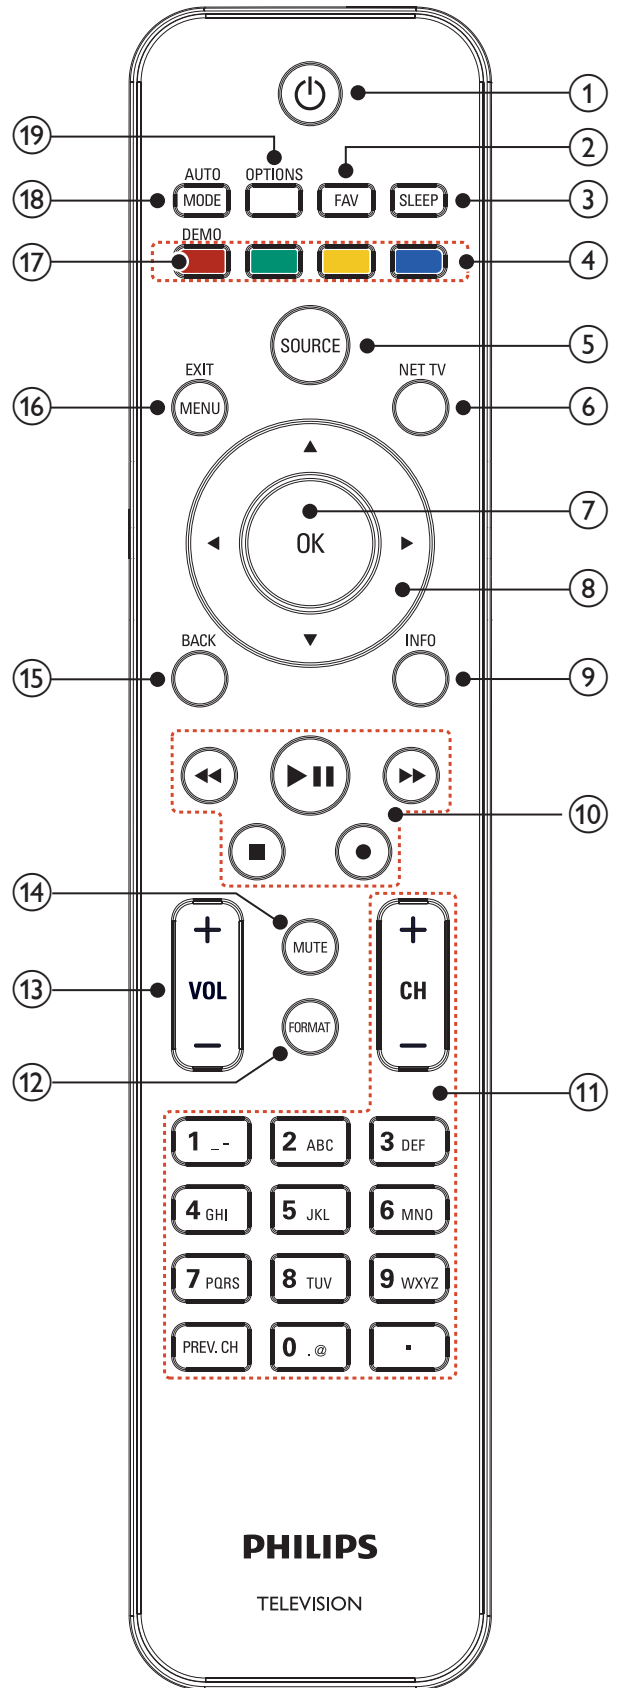 1
19
2
AUTO OPTIONS
18 MODE FAV SLEEP 3
DEMO
17 4
SOURCE 5
EXIT NET TV
16 MENU 6
7
OK
8
BACK INFO
15 9
10
14
+ +
MUTE
13 VOL CH
FORMAT
− −
12 11
1 _- 2 ABC 3 DEF
4 GHI 5 JKL 6 MNO
7 PQRS 8 TUV 9 WXYZ
PREV. CH 0 .@ .
PHILIPS
TELEVISION